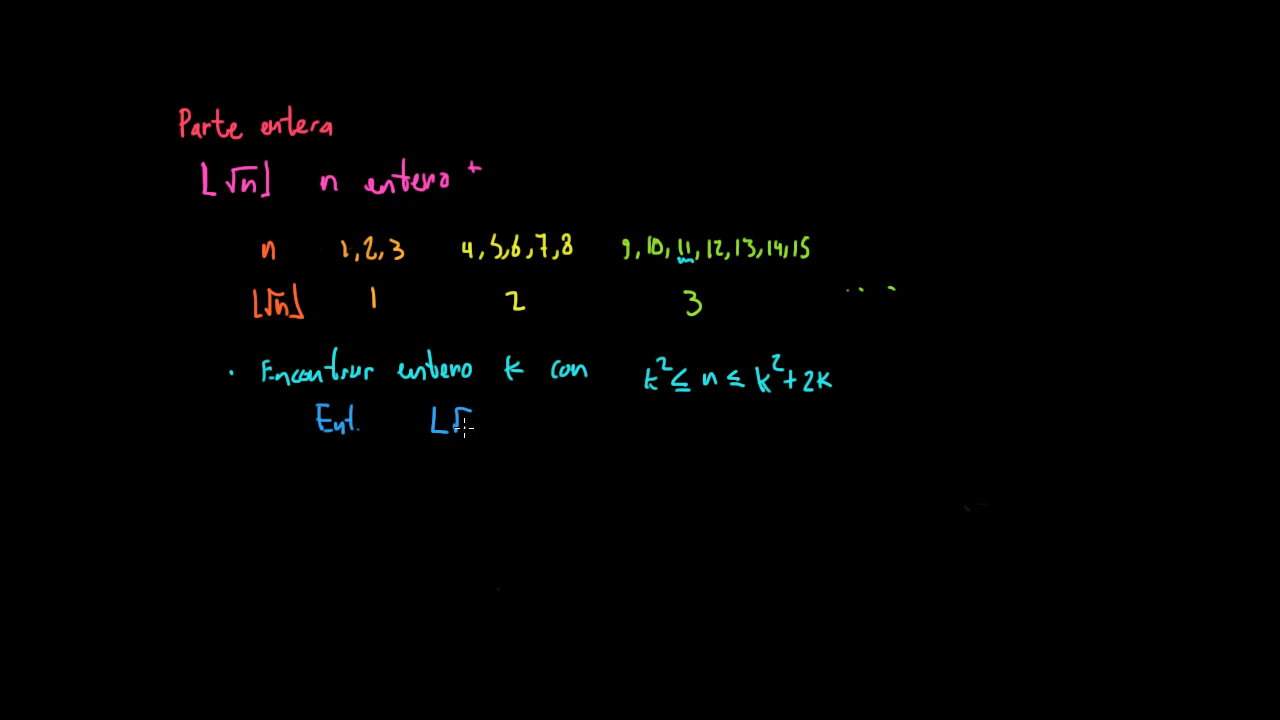 Parte entera
⌊√n⌋ n entero +
n 1, 2, 3 4, 5, 6, 7, 8 9, 10, 11, 12, 13, 14, 15
⌊√n⌋ 1 2 3 ...
· Encontrar entero k con k² ≤ n ≤ k² + 2k
Ent. ⌊√